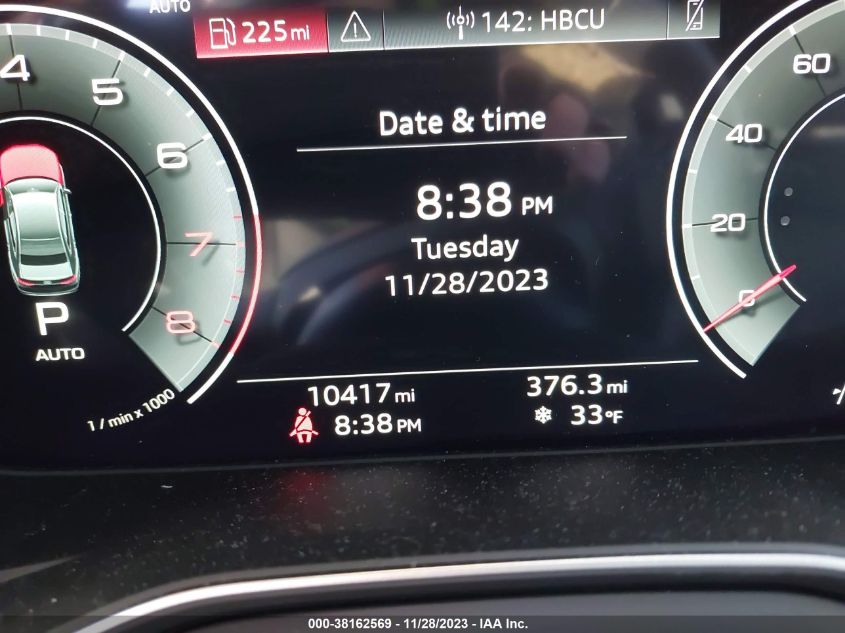 AUTO
225 mi 142: HBCU
Date & time
8:38 PM
Tuesday
11/28/2023
4 5 6 7 8
1 / min x 1000
P
AUTO
60 40 20 0
10417 mi 376.3 mi
8:38 PM 33°F
000-38162569 - 11/28/2023 - IAA Inc.